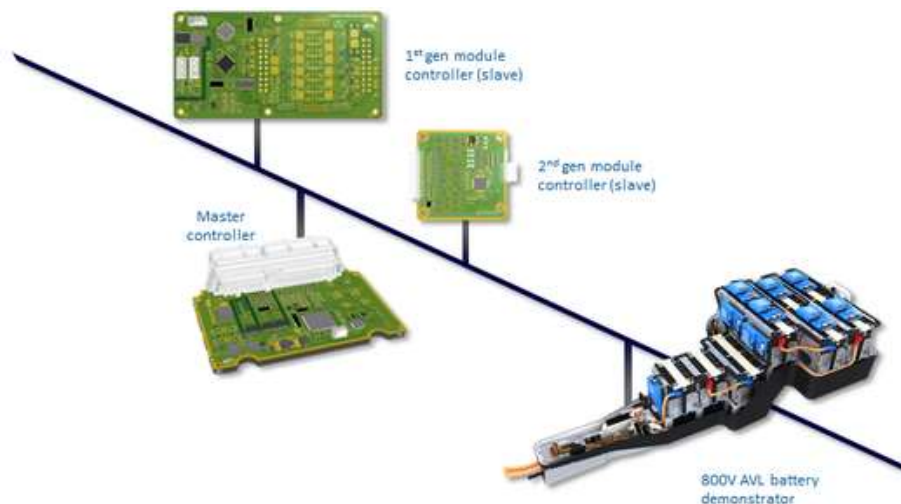 1st gen module
controller (slave)
2nd gen module
controller (slave)
Master
controller
800V AVL battery
demonstrator